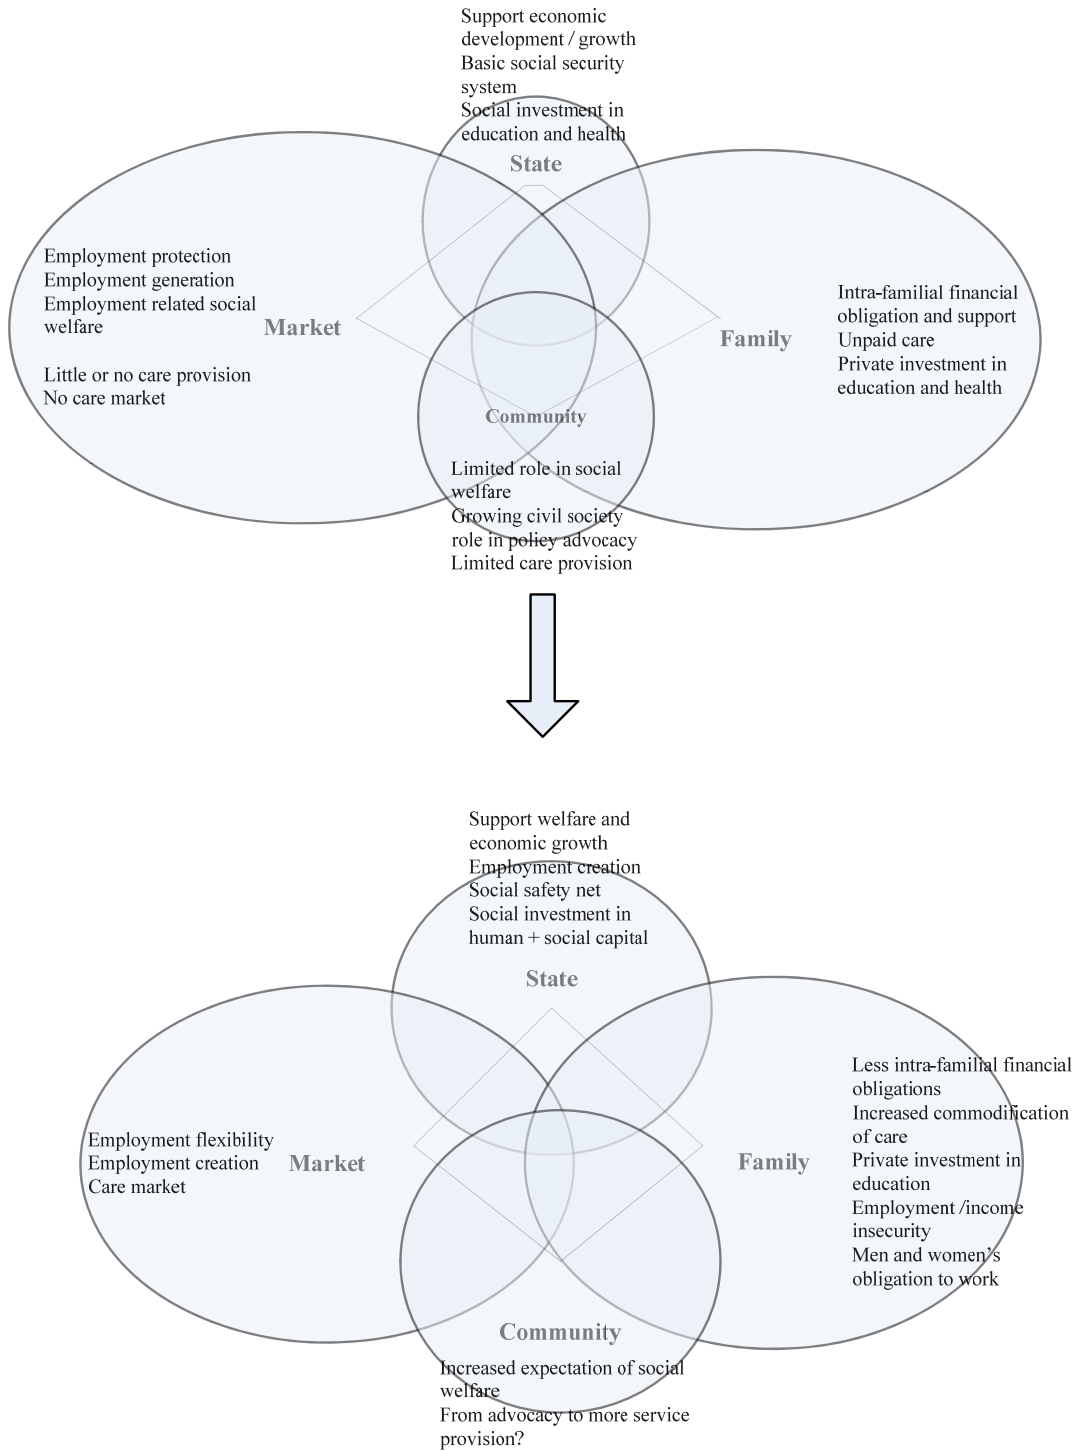 Support economic
development / growth
Basic social security
system
Social investment in
education and health
State
Employment protection
Employment generation
Employment related social
welfare
Little or no care provision
No care market
Market
Intra-familial financial
obligation and support
Unpaid care
Private investment in
education and health
Family
Community
Limited role in social
welfare
Growing civil society
role in policy advocacy
Limited care provision
Support welfare and
economic growth
Employment creation
Social safety net
Social investment in
human + social capital
State
Employment flexibility
Employment creation
Care market
Market
Family
Less intra-familial financial
obligations
Increased commodification
of care
Private investment in
education
Employment /income
insecurity
Men and women's
obligation to work
Community
Increased expectation of social
welfare
From advocacy to more service
provision?